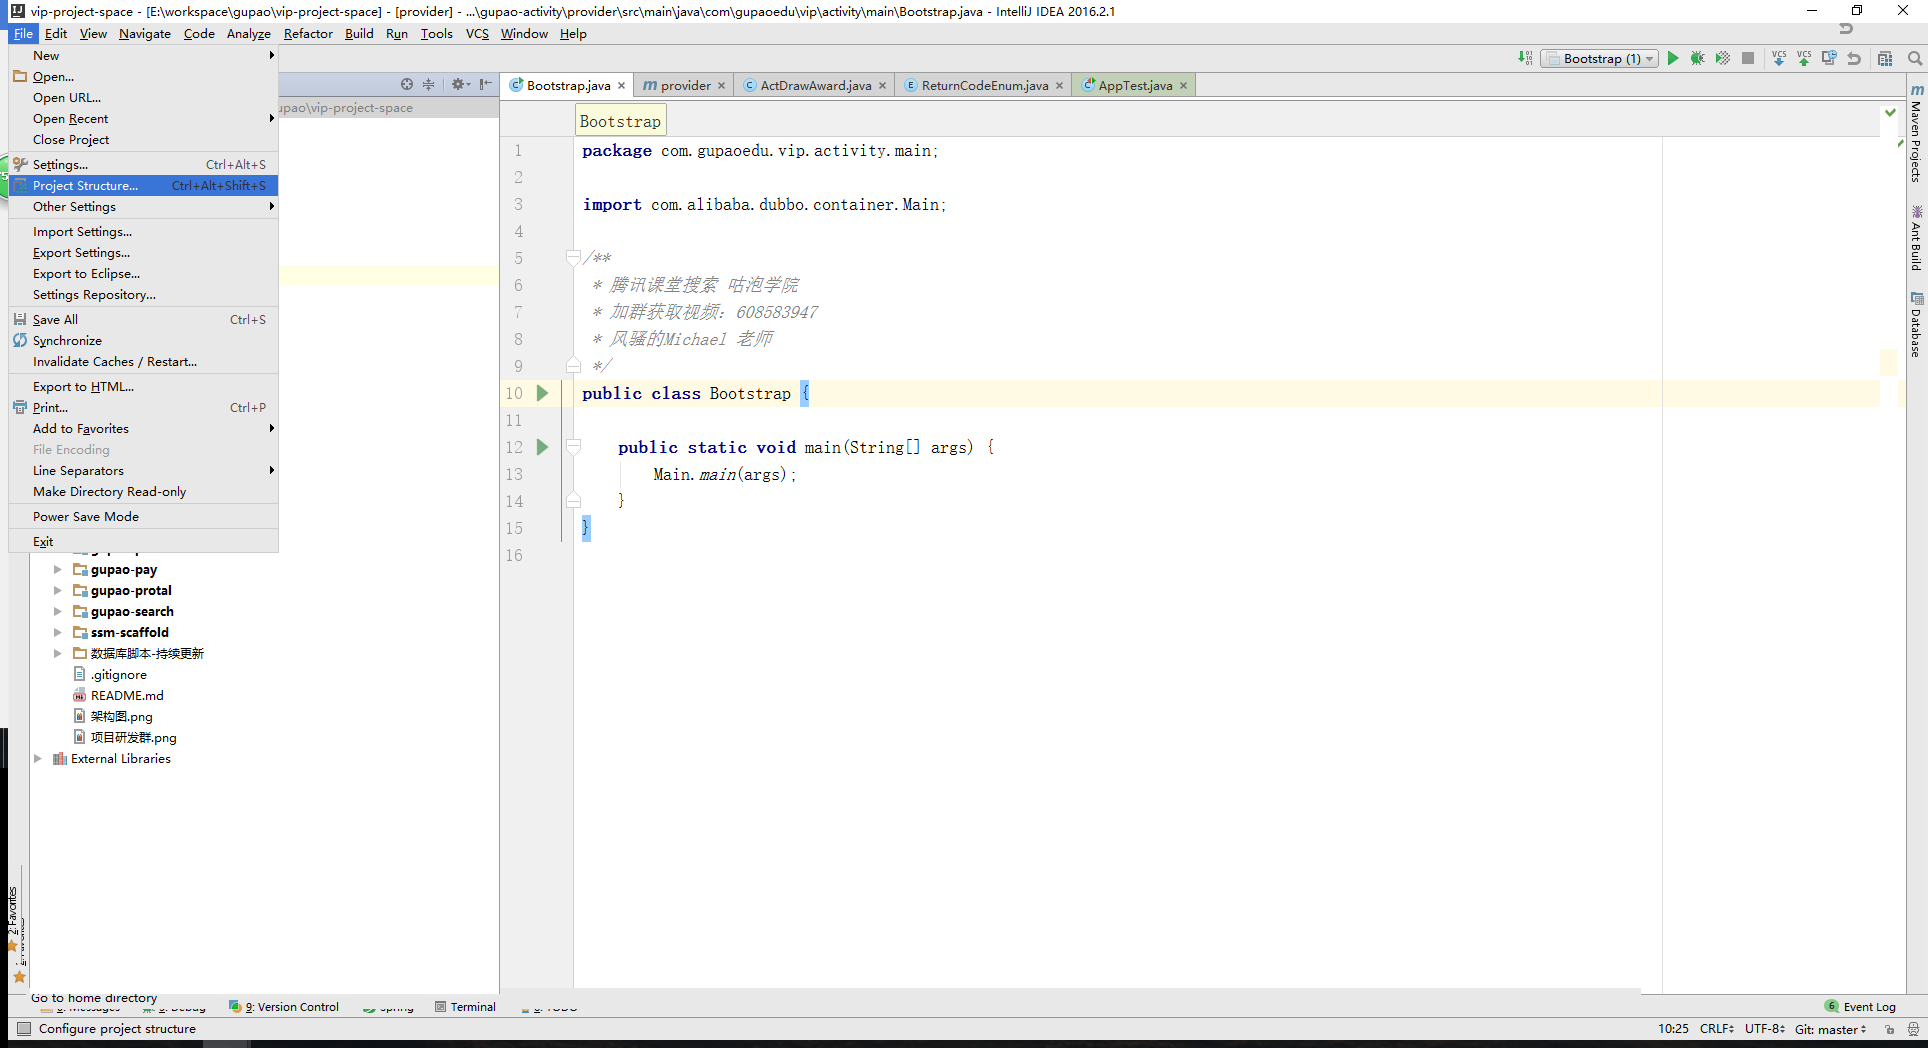 vip-project-space - [E:\workspace\gupao\vip-project-space] - [provider] - ...\gupao-activity\provider\src\main\java\com\gupaoedu\vip\activity\main\Bootstrap.java - IntelliJ IDEA 2016.2.1
File Edit View Navigate Code Analyze Refactor Build Run Tools VCS Window Help
Bootstrap (1)
New
Open...
Open URL...
Open Recent
Close Project
Settings... Ctrl+Alt+S
Project Structure... Ctrl+Alt+Shift+S
Other Settings
Import Settings...
Export Settings...
Export to Eclipse...
Settings Repository...
Save All Ctrl+S
Synchronize
Invalidate Caches / Restart...
Export to HTML...
Print... Ctrl+P
Add to Favorites
File Encoding
Line Separators
Make Directory Read-only
Power Save Mode
Exit
upao\vip-project-space
gupao-pay
gupao-protal
gupao-search
ssm-scaffold
数据库脚本-持续更新
.gitignore
README.md
架构图.png
项目研发群.png
External Libraries
Bootstrap.java provider ActDrawAward.java ReturnCodeEnum.java AppTest.java
Bootstrap
1 package com.gupaoedu.vip.activity.main;
2
3 import com.alibaba.dubbo.container.Main;
4
5 /**
6 * 腾讯课堂搜索 咕泡学院
7 * 加群获取视频：608583947
8 * 风骚的Michael 老师
9 */
10 public class Bootstrap {
11
12 public static void main(String[] args) {
13 Main.main(args);
14 }
15 }
16
Maven Projects
Ant Build
Database
2: Favorites
Go to home directory
9: Version Control
Spring
Terminal
6 Event Log
Configure project structure
10:25 CRLF UTF-8 Git: master